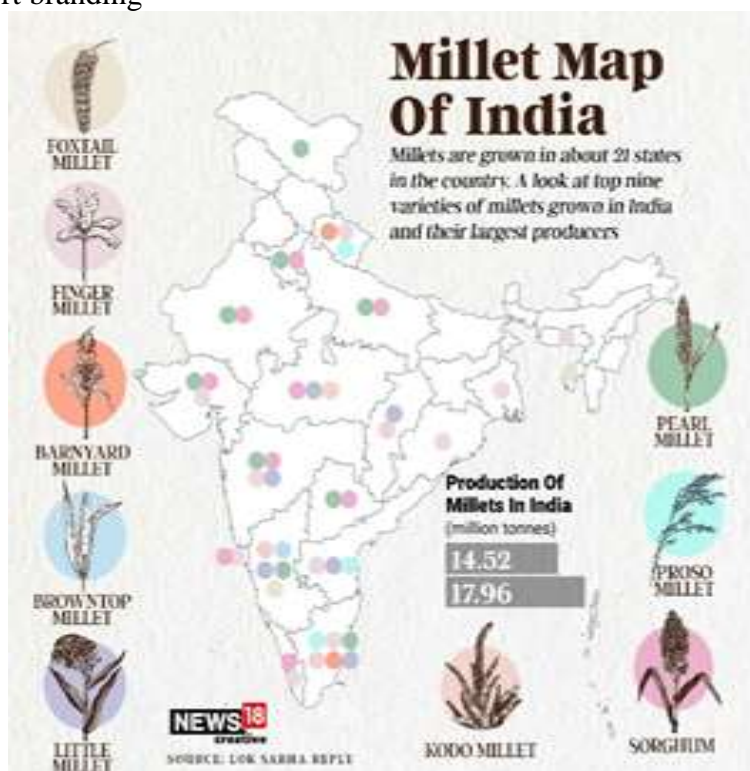 rt branding
Millet Map
Of India
Millets are grown in about 21 states
in the country. A look at top nine
varieties of millets grown in India
and their largest producers
FOXTAIL
MILLET
FINGER
MILLET
BARNYARD
MILLET
BROWNTOP
MILLET
LITTLE
MILLET
PEARL
MILLET
Production Of
Millets In India
(million tonnes)
14.52
17.96
PROSO
MILLET
KODO MILLET
SORGHUM
NEWS18
creative
SOURCE: LOK SABHA REPLY